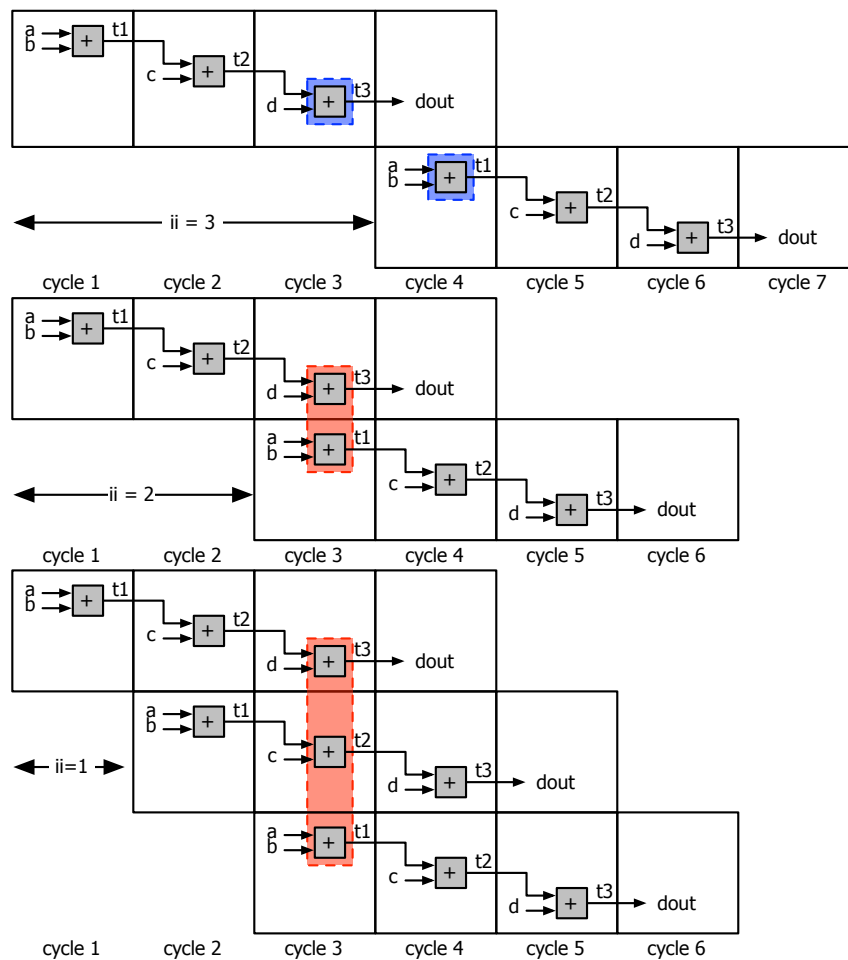 a
b
+
t1
c
+
t2
d
+
t3
dout
a
b
+
t1
c
+
t2
d
+
t3
dout
ii = 3
cycle 1 cycle 2 cycle 3 cycle 4 cycle 5 cycle 6 cycle 7
a
b
+
t1
c
+
t2
d
+
t3
dout
a
b
+
t1
c
+
t2
d
+
t3
dout
ii = 2
cycle 1 cycle 2 cycle 3 cycle 4 cycle 5 cycle 6
a
b
+
t1
c
+
t2
d
+
t3
dout
a
b
+
t1
c
+
t2
d
+
t3
dout
ii=1
a
b
+
t1
c
+
t2
d
+
t3
dout
cycle 1 cycle 2 cycle 3 cycle 4 cycle 5 cycle 6